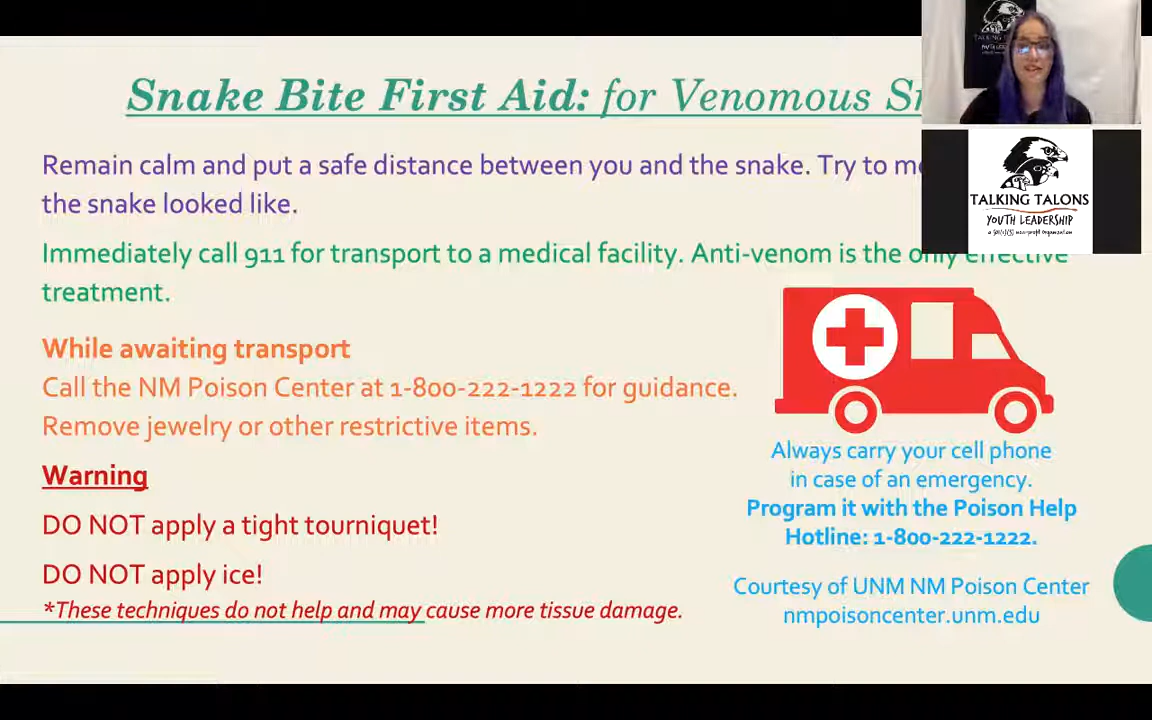 Snake Bite First Aid: for Venomous
Remain calm and put a safe distance between you and the snake. Try to
the snake looked like.
Immediately call 911 for transport to a medical facility. Anti-venom is the only effective
treatment.
While awaiting transport
Call the NM Poison Center at 1-800-222-1222 for guidance.
Remove jewelry or other restrictive items.
Warning
DO NOT apply a tight tourniquet!
DO NOT apply ice!
*These techniques do not help and may cause more tissue damage.
Always carry your cell phone
in case of an emergency.
Program it with the Poison Help
Hotline: 1-800-222-1222.
Courtesy of UNM NM Poison Center
nmpoisoncenter.unm.edu
TALKING TALONS
YOUTH LEADERSHIP
a 501(c)(3) non-profit organization